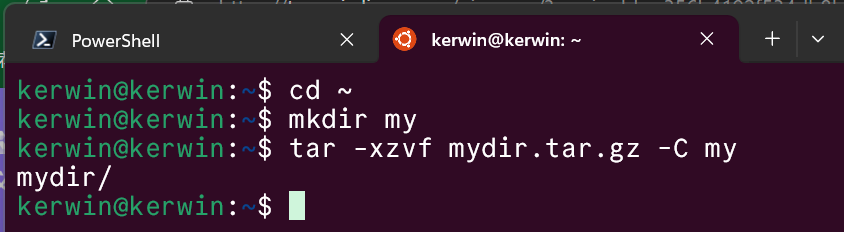 PowerShell
kerwin@kerwin: ~
kerwin@kerwin:~$ cd ~
kerwin@kerwin:~$ mkdir my
kerwin@kerwin:~$ tar -xzvf mydir.tar.gz -C my
mydir/
kerwin@kerwin:~$